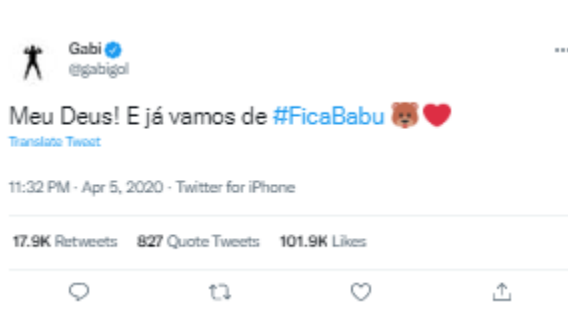 Gabi
@gabigol
Meu Deus! E já vamos de #FicaBabu 🐻❤️
Translate Tweet
11:32 PM · Apr 5, 2020 · Twitter for iPhone
17.9K Retweets 827 Quote Tweets 101.9K Likes